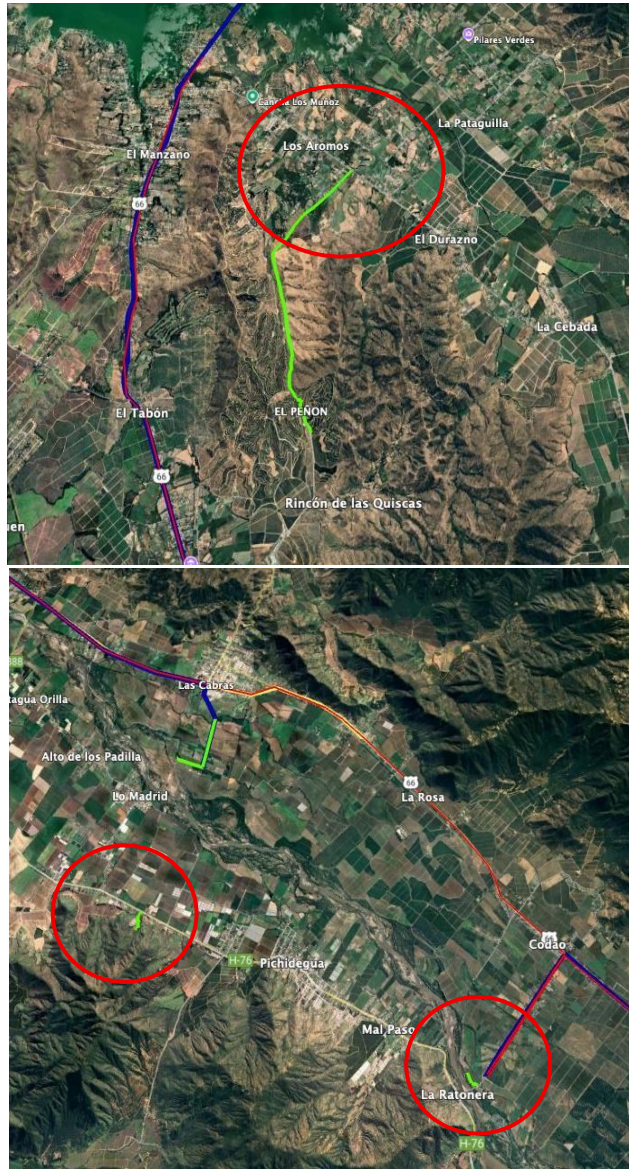 Pilares Verdes
Cancha Los Muñoz
La Pataguilla
Los Aromos
El Manzano
66
El Durazno
La Cebada
El Tabón
EL PEÑON
66
Rincón de las Quiscas
uen
388
Las Cabras
tagua Orilla
Alto de los Padilla
66
Lo Madrid
La Rosa
Codao
H-76
Pichidegua
Mal Paso
La Ratonera
H-76